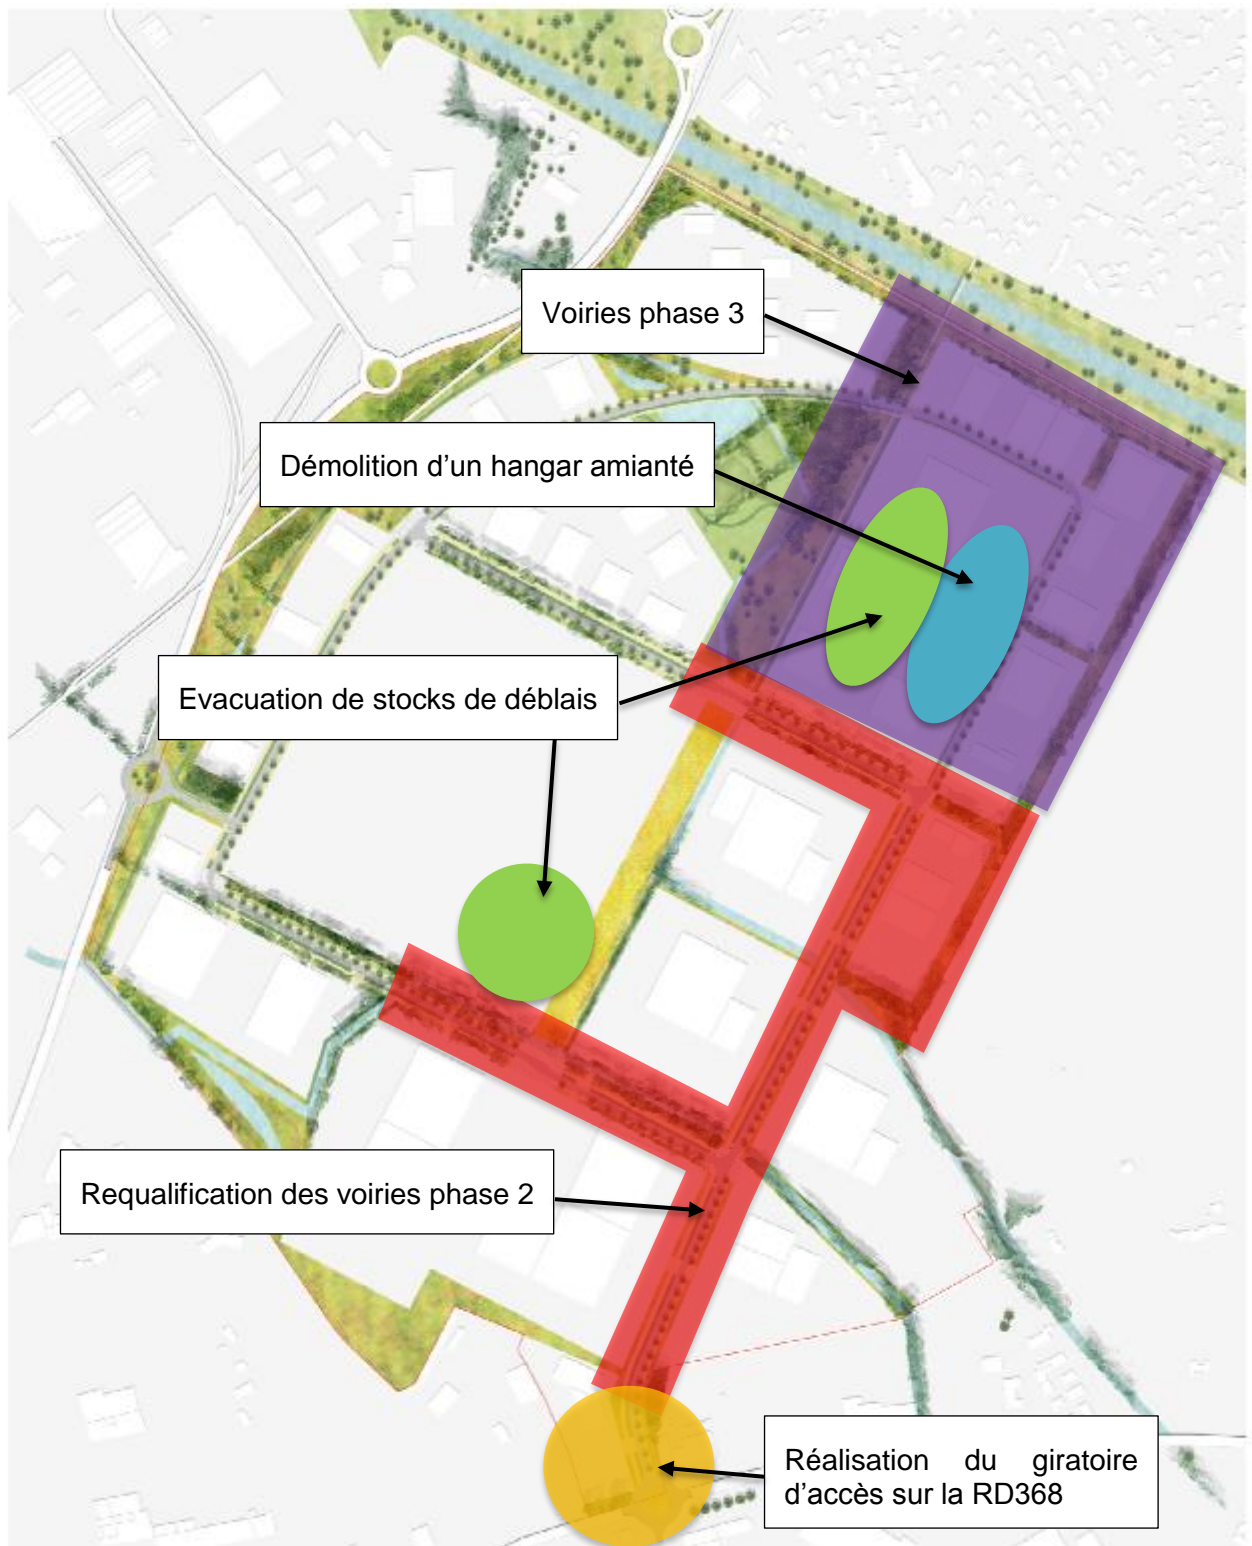 Voiries phase 3
Démolition d’un hangar amianté
Evacuation de stocks de déblais
Requalification des voiries phase 2
Réalisation du giratoire
d’accès sur la RD368